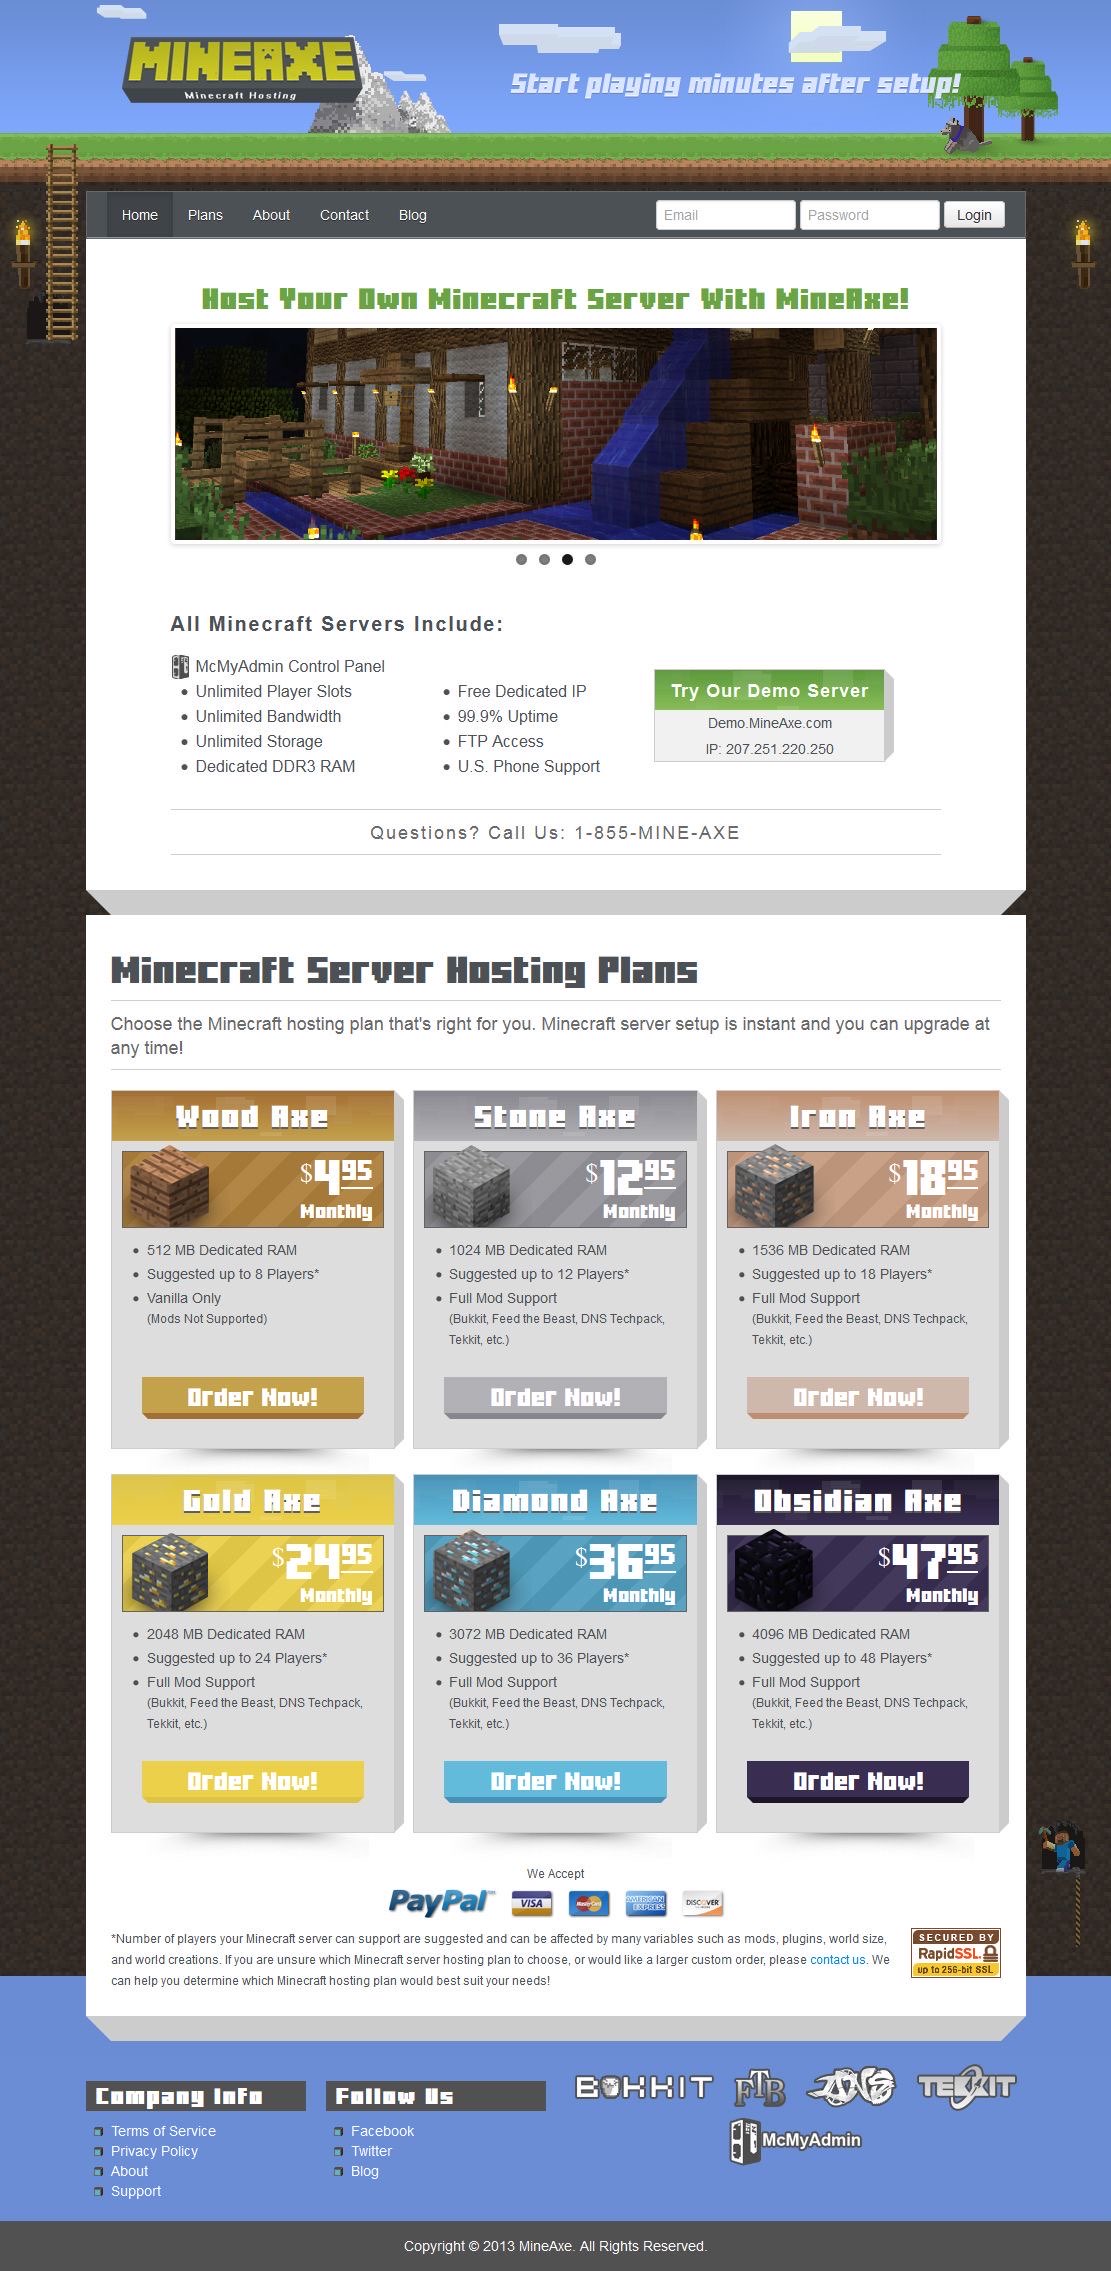 MINEAXE
Minecraft Hosting
Start playing minutes after setup!
Home
Plans
About
Contact
Blog
Email
Password
Login
Host Your Own Minecraft Server With MineAxe!
All Minecraft Servers Include:
McMyAdmin Control Panel
Unlimited Player Slots
Unlimited Bandwidth
Unlimited Storage
Dedicated DDR3 RAM
Free Dedicated IP
99.9% Uptime
FTP Access
U.S. Phone Support
Try Our Demo Server
Demo.MineAxe.com
IP: 207.251.220.250
Questions? Call Us: 1-855-MINE-AXE
Minecraft Server Hosting Plans
Choose the Minecraft hosting plan that's right for you. Minecraft server setup is instant and you can upgrade at
any time!
Wood Axe
$4.95
Monthly
512 MB Dedicated RAM
Suggested up to 8 Players*
Vanilla Only
(Mods Not Supported)
Order Now!
Stone Axe
$12.95
Monthly
1024 MB Dedicated RAM
Suggested up to 12 Players*
Full Mod Support
(Bukkit, Feed the Beast, DNS Techpack,
Tekkit, etc.)
Order Now!
Iron Axe
$18.95
Monthly
1536 MB Dedicated RAM
Suggested up to 18 Players*
Full Mod Support
(Bukkit, Feed the Beast, DNS Techpack,
Tekkit, etc.)
Order Now!
Gold Axe
$24.95
Monthly
2048 MB Dedicated RAM
Suggested up to 24 Players*
Full Mod Support
(Bukkit, Feed the Beast, DNS Techpack,
Tekkit, etc.)
Order Now!
Diamond Axe
$36.95
Monthly
3072 MB Dedicated RAM
Suggested up to 36 Players*
Full Mod Support
(Bukkit, Feed the Beast, DNS Techpack,
Tekkit, etc.)
Order Now!
Obsidian Axe
$47.95
Monthly
4096 MB Dedicated RAM
Suggested up to 48 Players*
Full Mod Support
(Bukkit, Feed the Beast, DNS Techpack,
Tekkit, etc.)
Order Now!
We Accept
PayPal
VISA
MasterCard
AMERICAN EXPRESS
DISCOVER
*Number of players your Minecraft server can support are suggested and can be affected by many variables such as mods, plugins, world size,
and world creations. If you are unsure which Minecraft server hosting plan to choose, or would like a larger custom order, please contact us. We
can help you determine which Minecraft hosting plan would best suit your needs!
SECURED BY
RapidSSL
up to 256-bit SSL
Company Info
Terms of Service
Privacy Policy
About
Support
Follow Us
Facebook
Twitter
Blog
BUKKIT
FTB
DNS
TEKKIT
McMyAdmin
Copyright © 2013 MineAxe. All Rights Reserved.